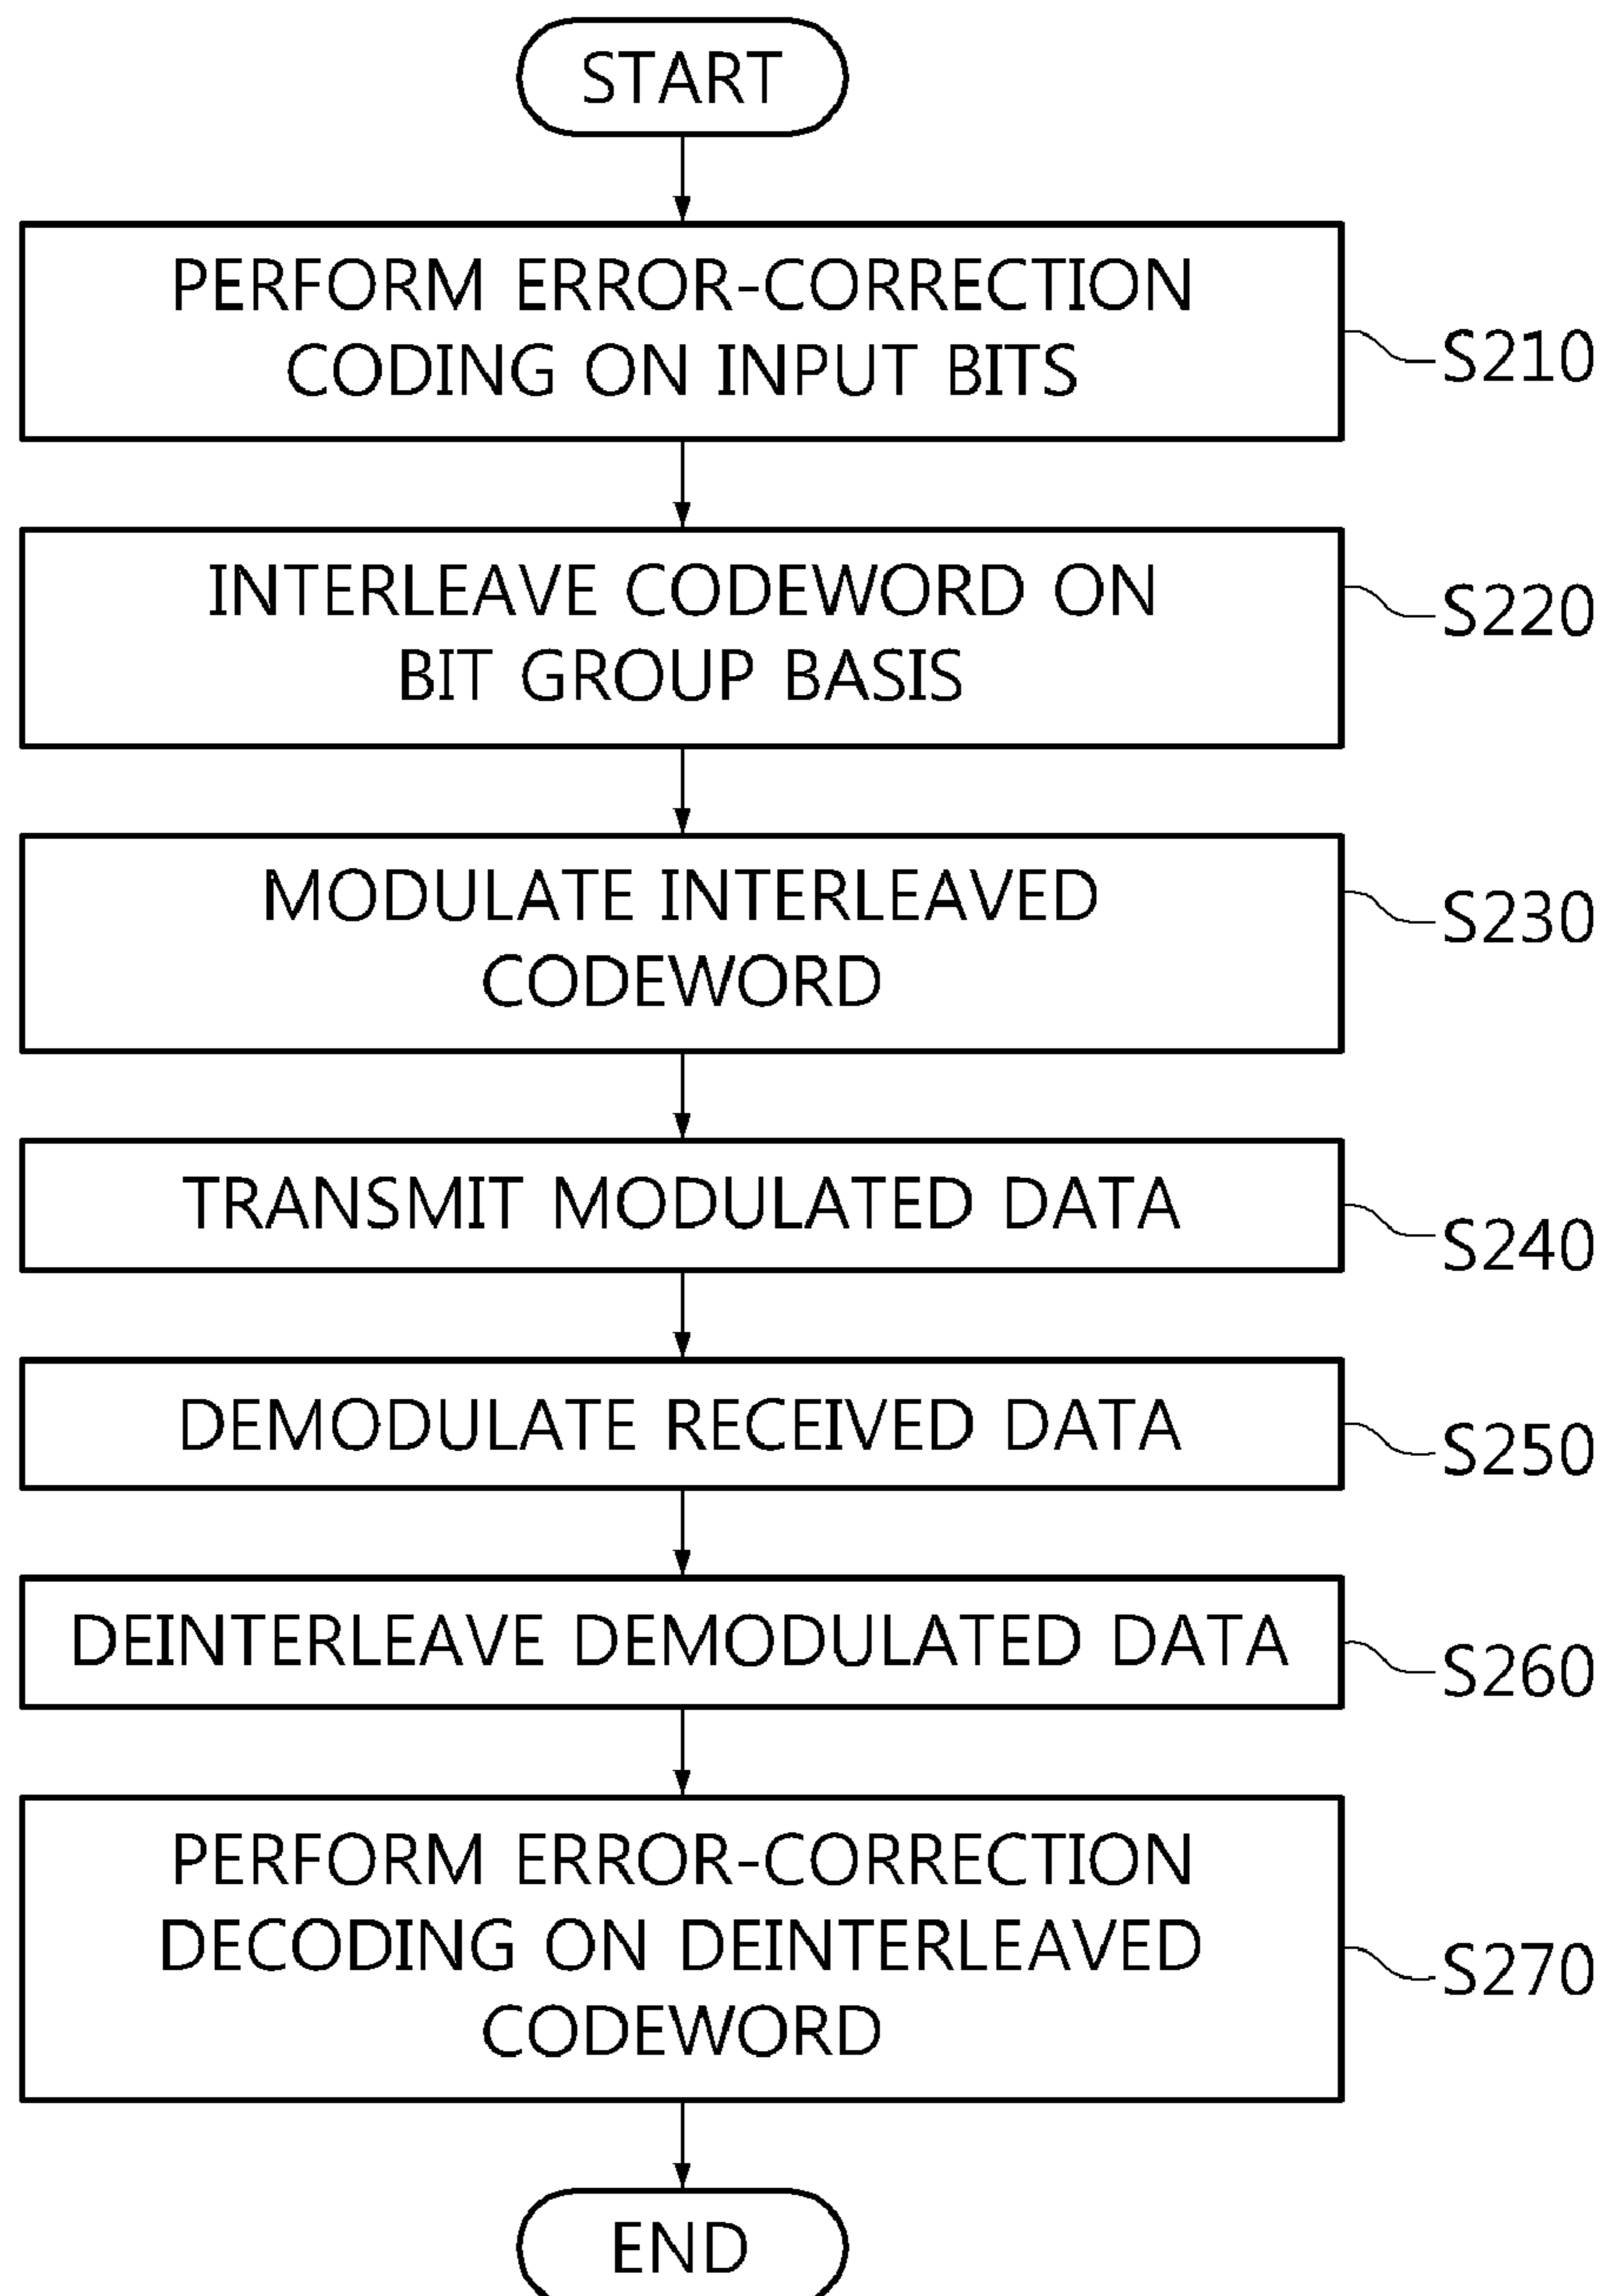 START
PERFORM ERROR-CORRECTION
CODING ON INPUT BITS
S210
INTERLEAVE CODEWORD ON
BIT GROUP BASIS
S220
MODULATE INTERLEAVED
CODEWORD
S230
TRANSMIT MODULATED DATA
S240
DEMODULATE RECEIVED DATA
S250
DEINTERLEAVE DEMODULATED DATA
S260
PERFORM ERROR-CORRECTION
DECODING ON DEINTERLEAVED
CODEWORD
S270
END